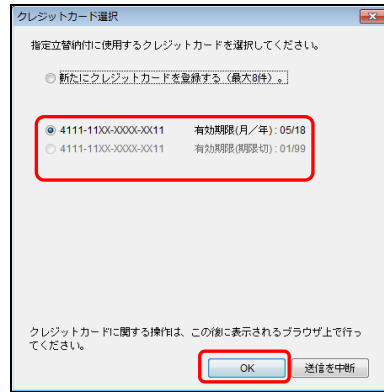 クレジットカード選択
指定立替納付に使用するクレジットカードを選択してください。
新たにクレジットカードを登録する（最大8件）。
4111-11XX-XXXX-XX11 有効期限(月／年)：05/18
4111-11XX-XXXX-XX11 有効期限(期限切)：01/99
クレジットカードに関する操作は、この後に表示されるブラウザ上で行っ
てください。
OK 送信を中断